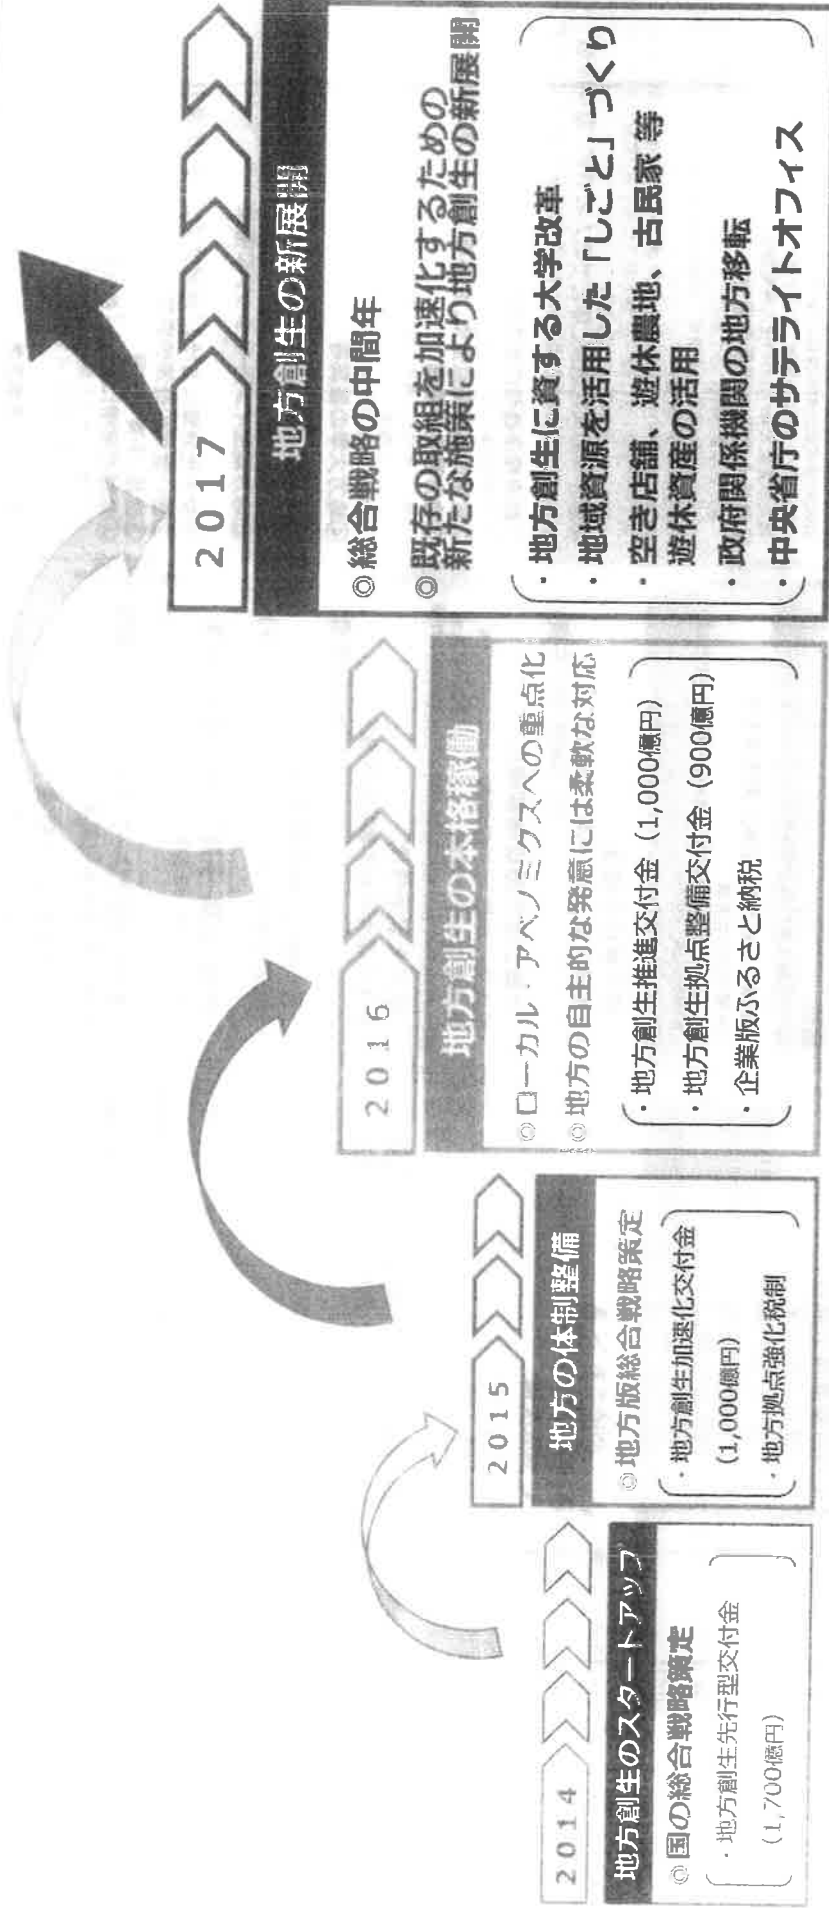 2014
地方創生のスタートアップ
◎国の総合戦略策定
・地方創生先行型交付金
(1,700億円)
2015
地方の体制整備
◎地方版総合戦略策定
・地方創生加速化交付金
(1,000億円)
・地方拠点強化税制
2016
地方創生の本格稼働
◎ローカル・アベノミクスへの重点化
◎地方の自主的な発意には柔軟な対応
・地方創生推進交付金(1,000億円)
・地方創生拠点整備交付金(900億円)
・企業版ふるさと納税
2017
地方創生の新展開
◎総合戦略の中間年
◎既存の取組を加速化するための
新たな施策により地方創生の新展開
・地方創生に資する大学改革
・地域資源を活用した「しごと」づくり
・空き店舗、遊休農地、古民家 等
遊休資産の活用
・政府関係機関の地方移転
・中央省庁のサテライトオフィス